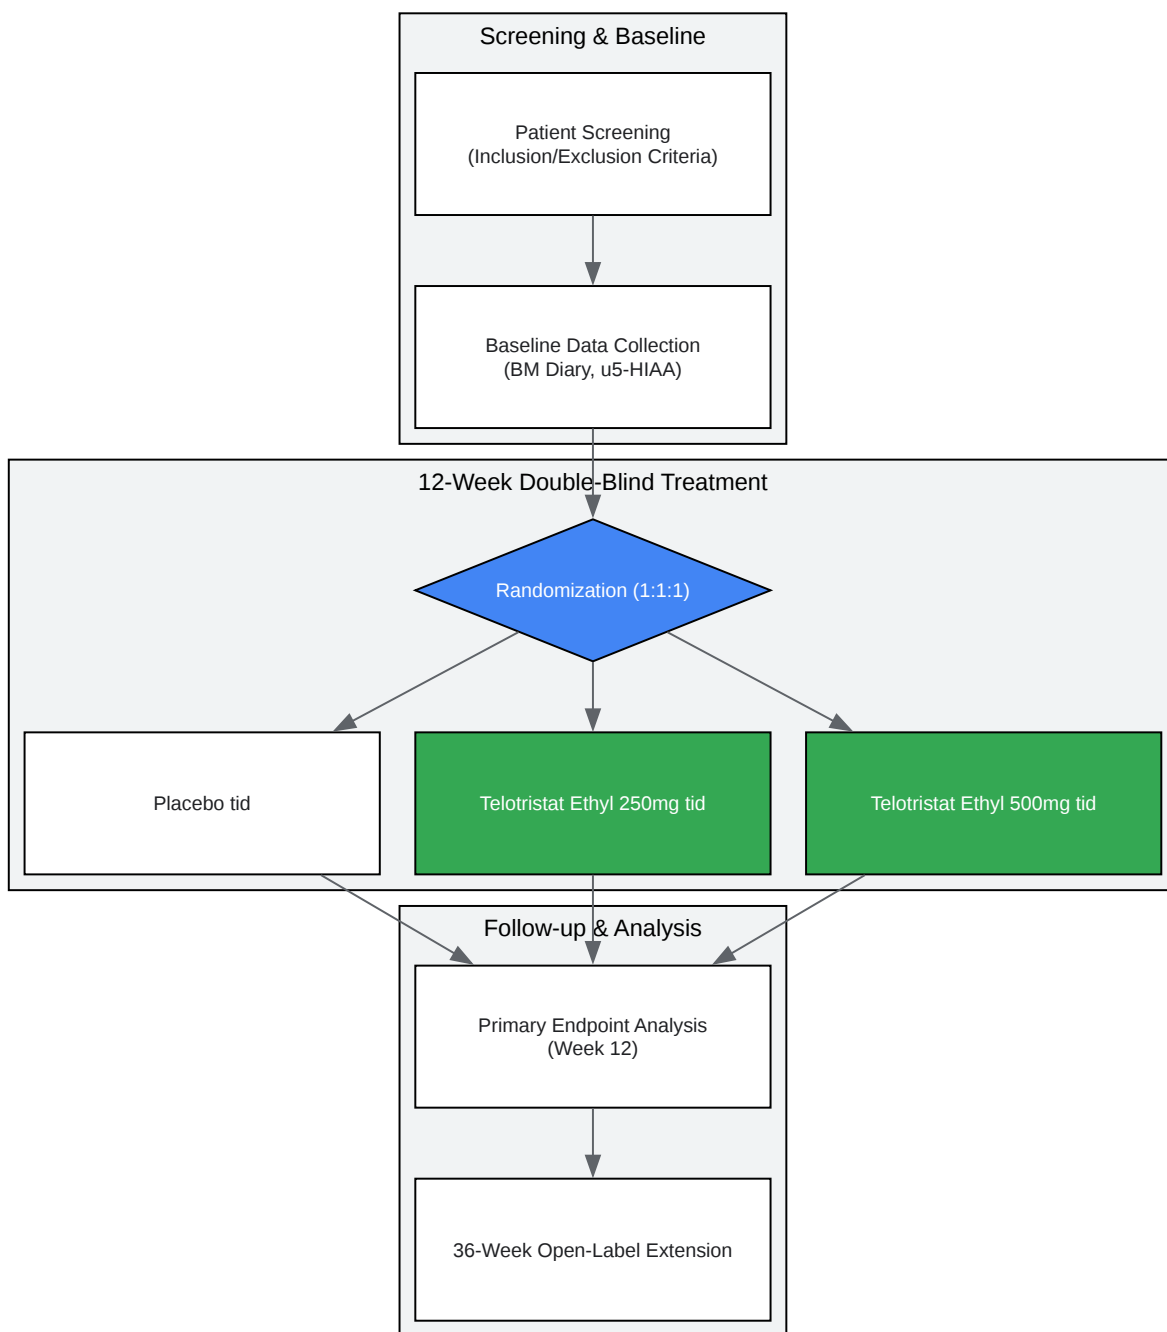 Screening & Baseline
Patient Screening
(Inclusion/Exclusion Criteria)
Baseline Data Collection
(BM Diary, u5-HIAA)
12-Week Double-Blind Treatment
Randomization (1:1:1)
Placebo tid
Telotristat Ethyl 250mg tid
Telotristat Ethyl 500mg tid
Follow-up & Analysis
Primary Endpoint Analysis
(Week 12)
36-Week Open-Label Extension